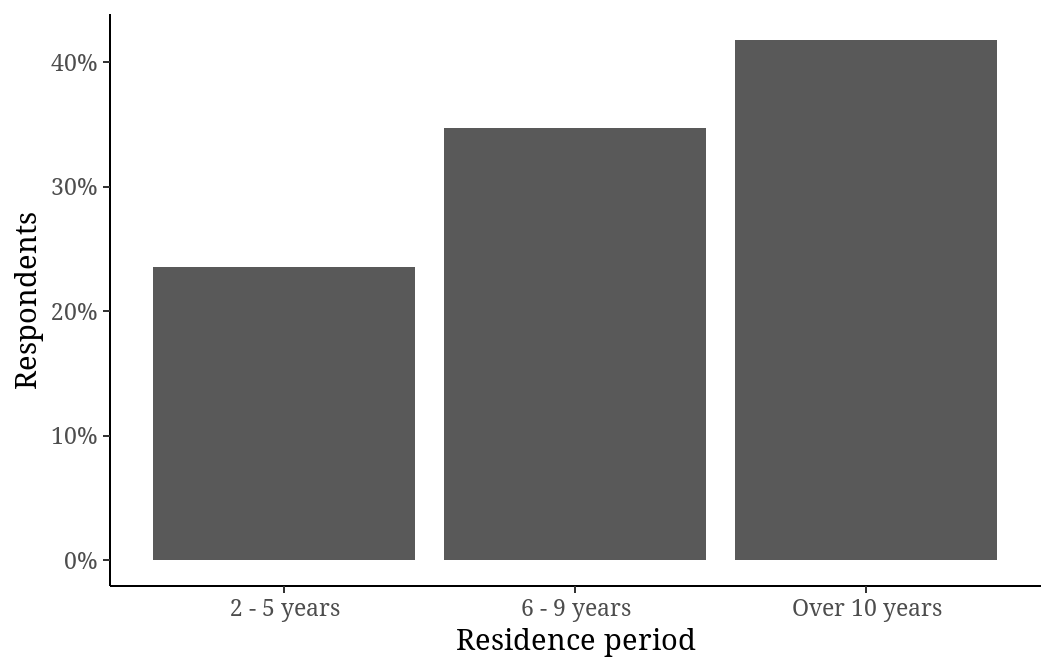 Respondents
40%
30%
20%
10%
0%
2 - 5 years
6 - 9 years
Over 10 years
Residence period